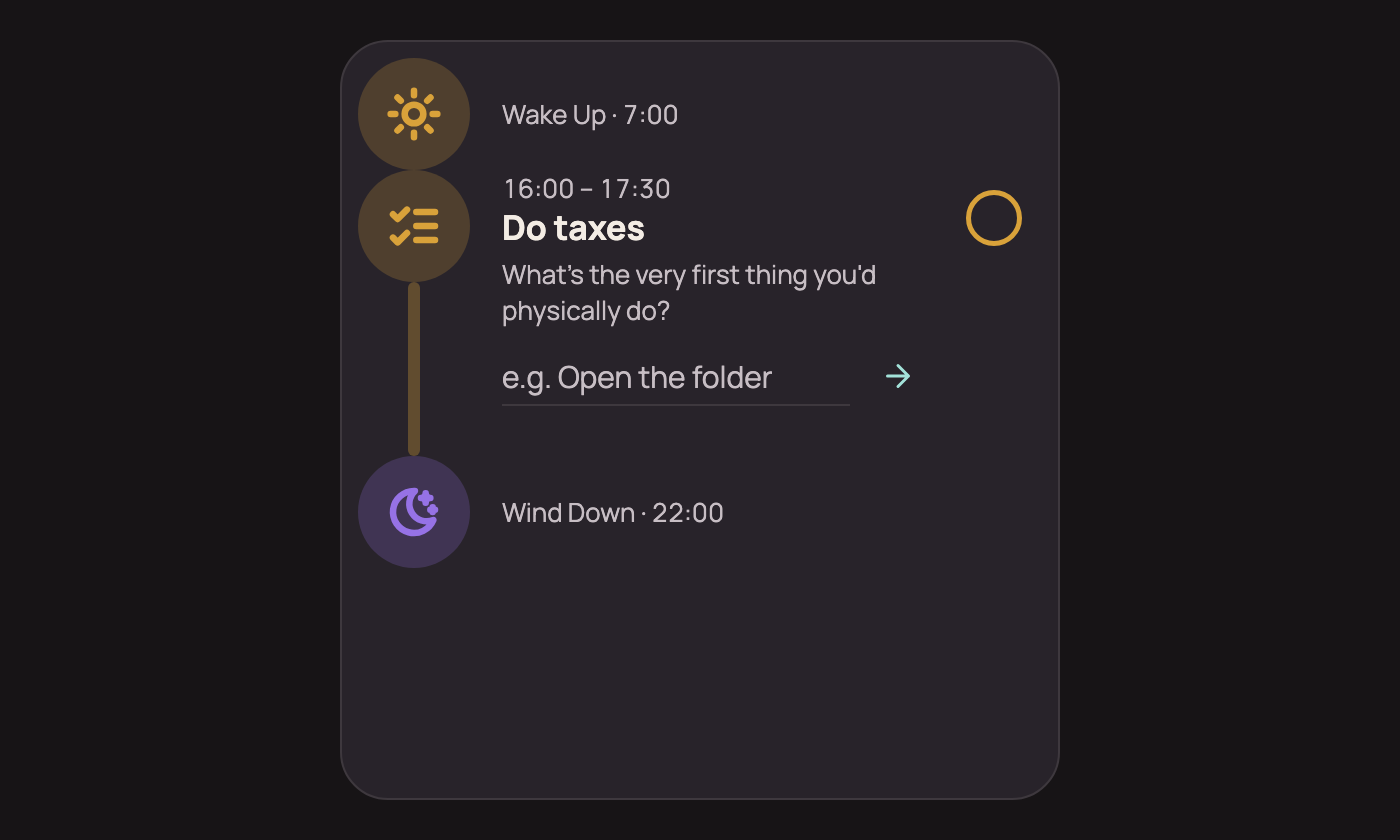 Wake Up · 7:00
16:00 – 17:30
Do taxes
What's the very first thing you'd
physically do?
e.g. Open the folder
Wind Down · 22:00